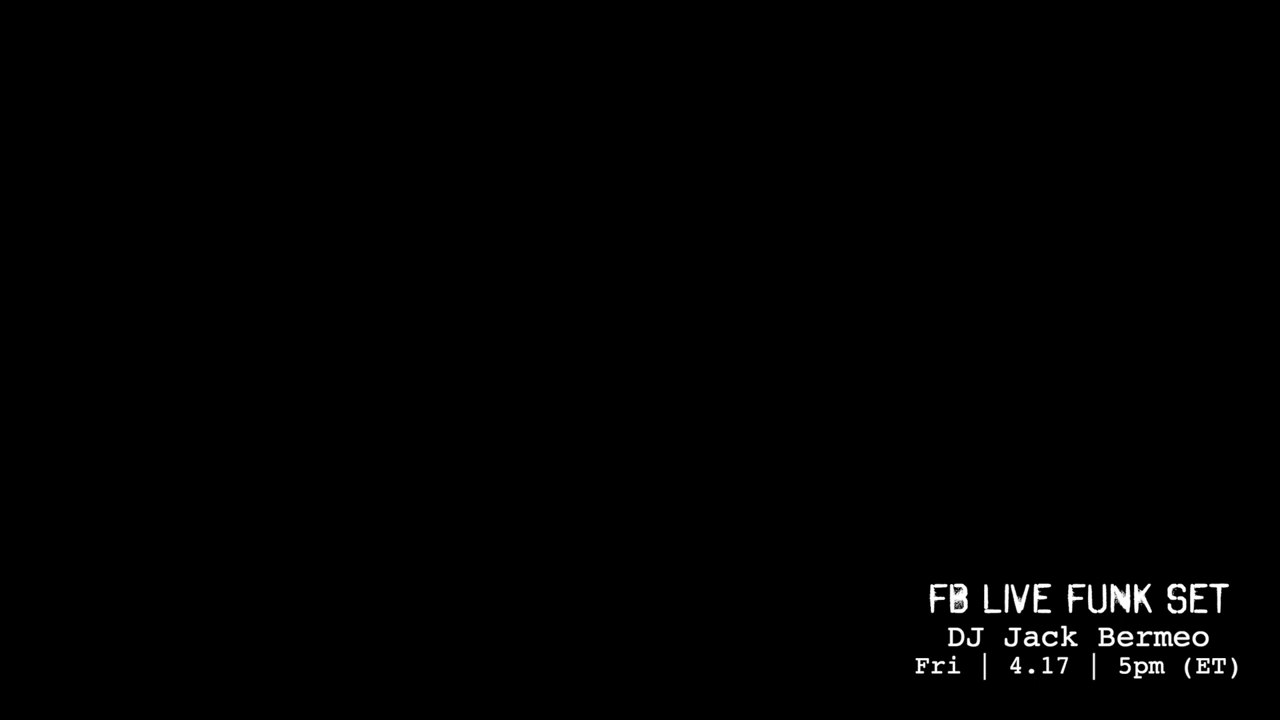 FB LIVE FUNK SET
DJ Jack Bermeo
Fri | 4.17 | 5pm (ET)